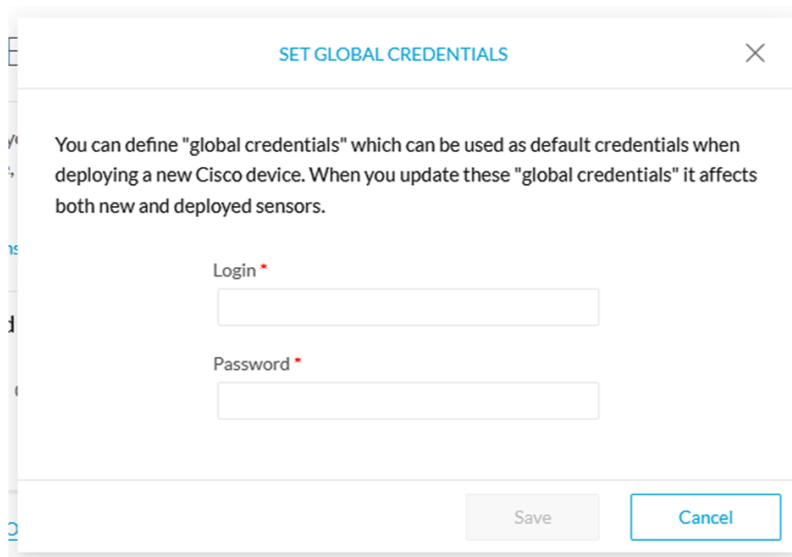 SET GLOBAL CREDENTIALS
You can define "global credentials" which can be used as default credentials when
deploying a new Cisco device. When you update these "global credentials" it affects
both new and deployed sensors.
Login *
Password *
Save
Cancel